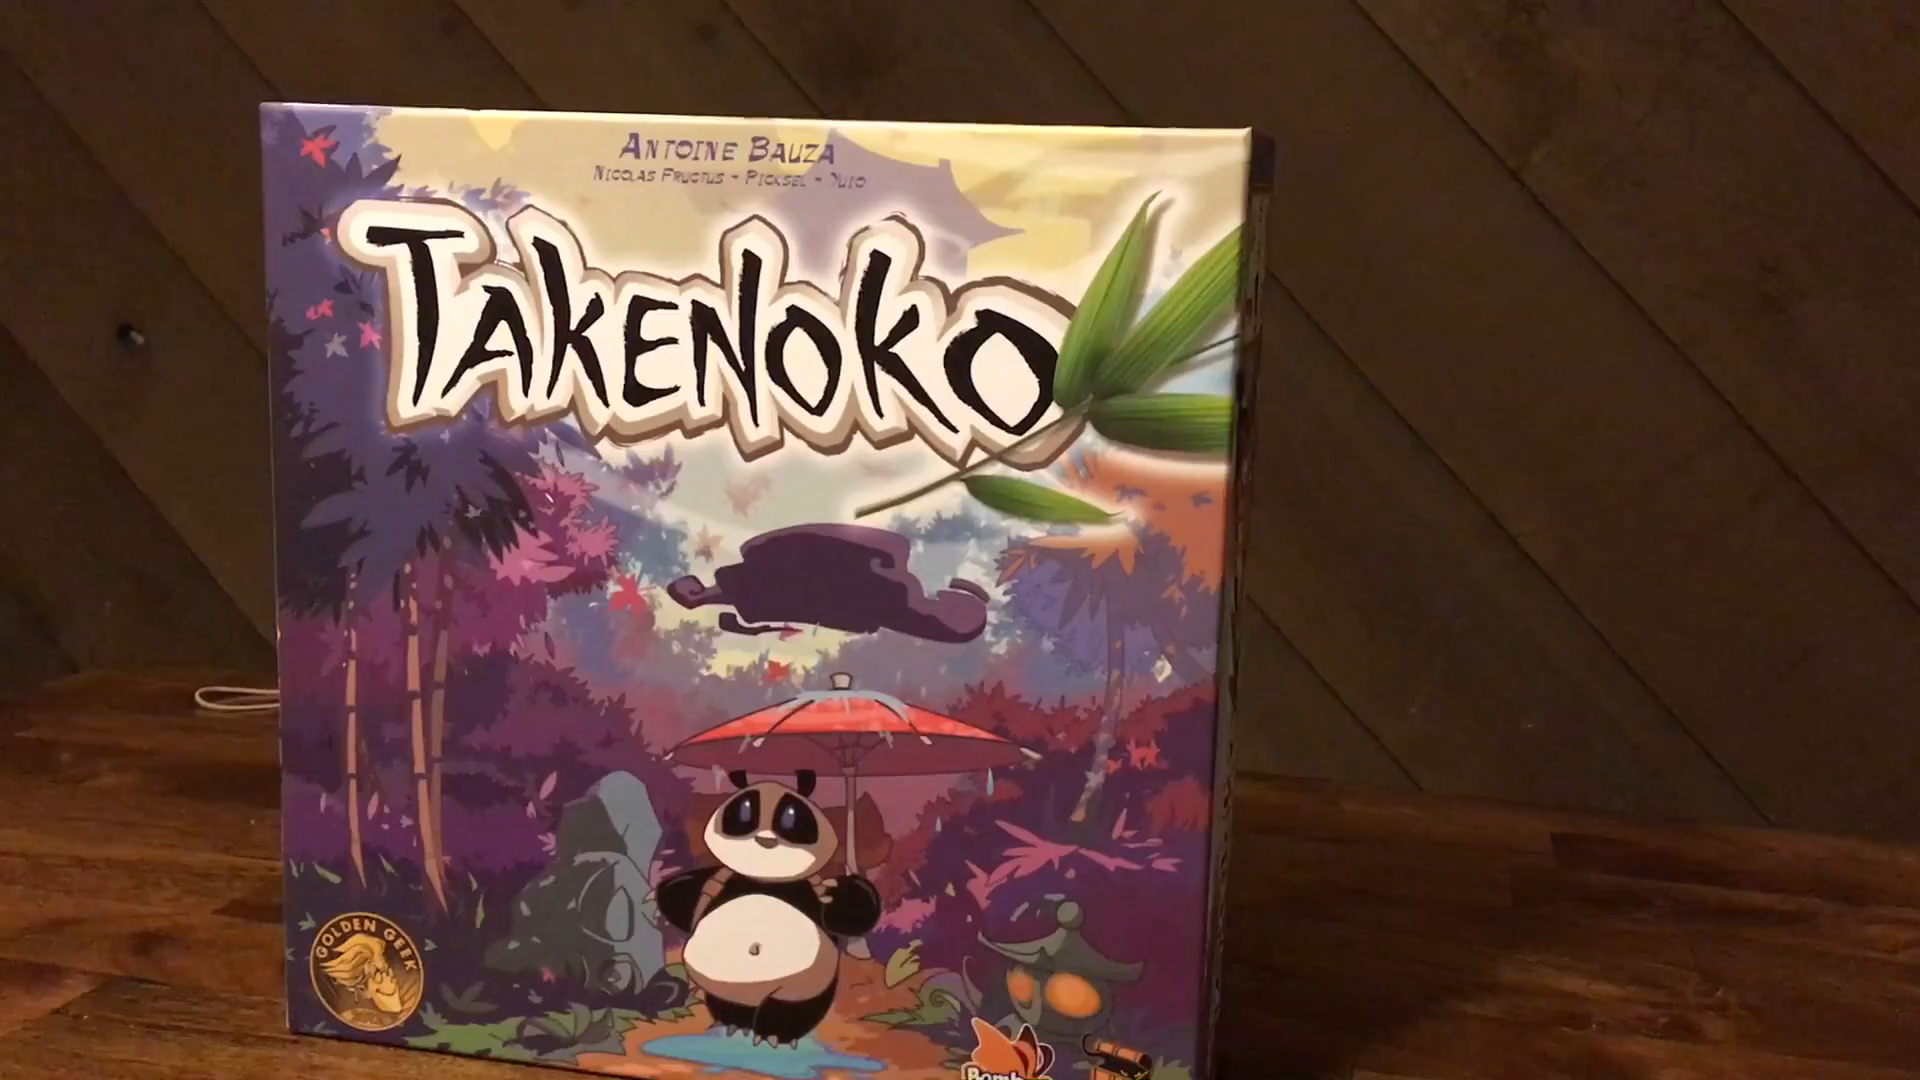 ANTOINE BAUZA
NICOLAS FRUCTUS - PICKSEL - YUIO
TAKENOKO
GOLDEN GEEK